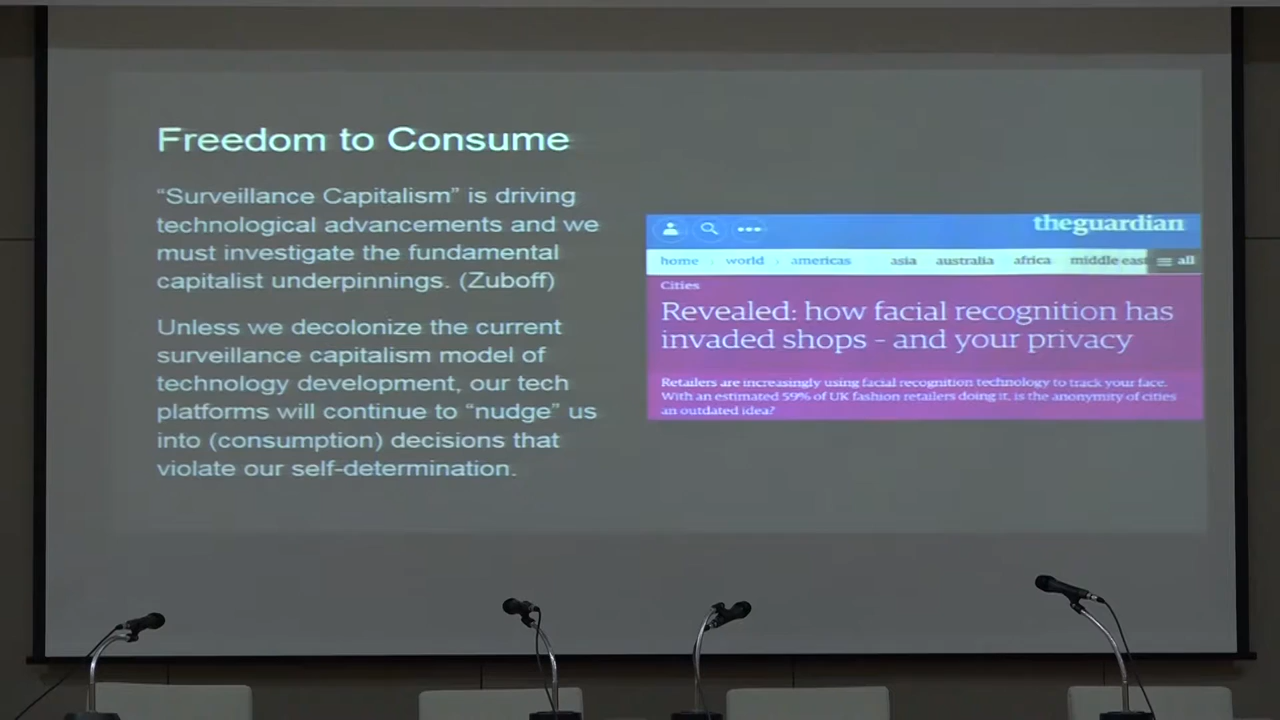 Freedom to Consume
“Surveillance Capitalism” is driving
technological advancements and we
must investigate the fundamental
capitalist underpinnings. (Zuboff)
Unless we decolonize the current
surveillance capitalism model of
technology development, our tech
platforms will continue to “nudge” us
into (consumption) decisions that
violate our self-determination.
theguardian
home world americas asia australia africa middle east all
Cities
Revealed: how facial recognition has
invaded shops – and your privacy
Retailers are increasingly using facial recognition technology to track your face.
With an estimated 59% of UK fashion retailers doing it, is the anonymity of cities
an outdated idea?